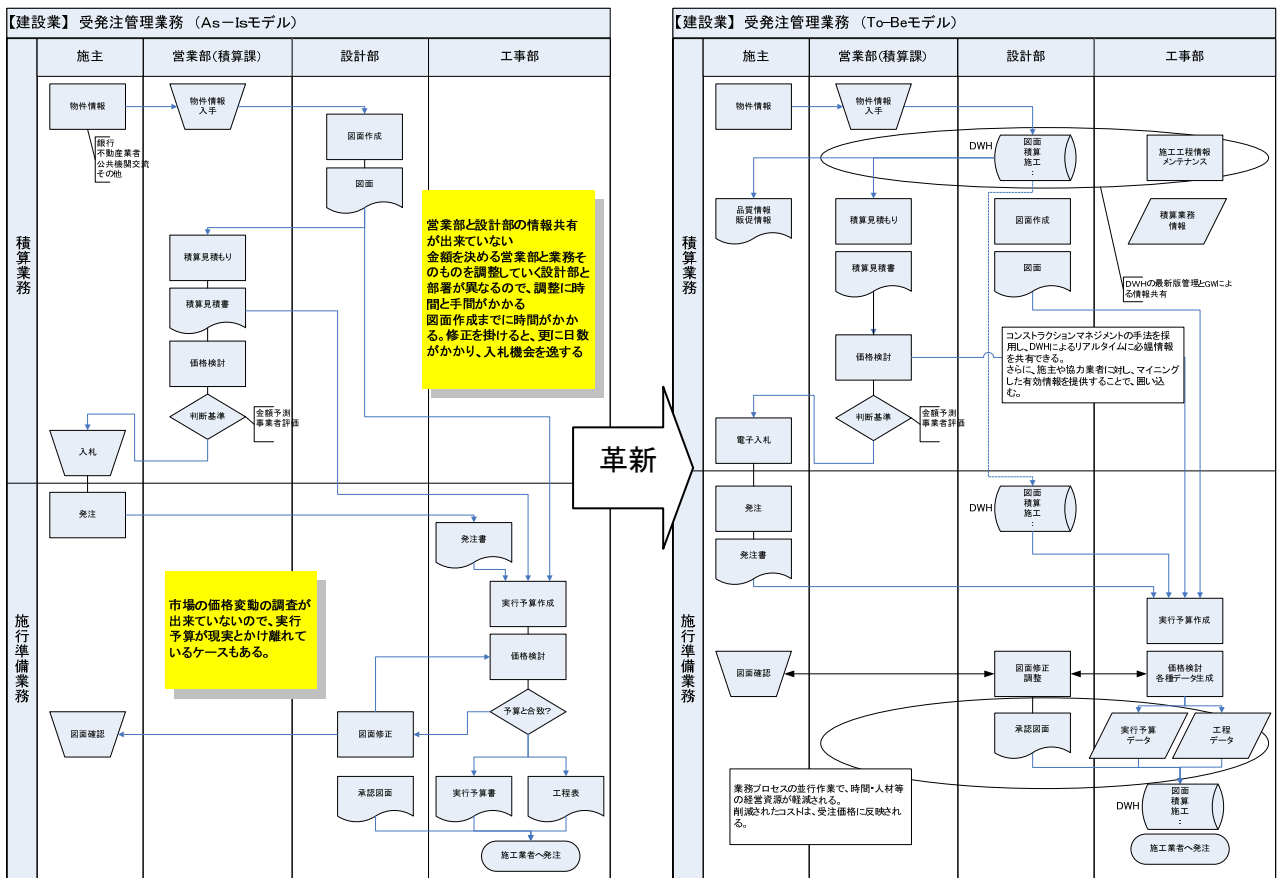 【建設業】 受発注管理業務 （As－Isモデル）
施主
営業部(積算課)
設計部
工事部
積算業務
物件情報
物件情報
入手
銀行
不動産業者
公共機関交流
その他
図面作成
図面
営業部と設計部の情報共有
が出来ていない
金額を決める営業部と業務そ
のものを調整していく設計部と
部署が異なるので、調整に時
間と手間がかかる
図面作成までに時間がかか
る。修正を掛けると、更に日数
がかかり、入札機会を逸する
積算見積もり
積算見積書
価格検討
判断基準
金額予測
事業者評価
入札
施行準備業務
発注
発注書
市場の価格変動の調査が
出来ていないので、実行
予算が現実とかけ離れて
いるケースもある。
実行予算作成
価格検討
予算と合致?
図面確認
図面修正
承認図面
実行予算書
工程表
施工業者へ発注
革新
【建設業】 受発注管理業務 （To―Beモデル）
施主
営業部(積算課)
設計部
工事部
積算業務
物件情報
物件情報
入手
DWH
図面
積算
施工
：
施工工程情報
メンテナンス
品質情報
販促情報
積算見積もり
図面作成
積算業務
情報
積算見積書
図面
DWHの最新版管理とGWによ
る情報共有
コンストラクションマネジメントの手法を採
用し、DWHによるリアルタイムに必媼情報
を共有できる。
さらに、施主や協力業者に対し、マイニング
した有効情報を提供することで、囲い込
む。
価格検討
判断基準
金額予測
事業者評価
電子入札
施行準備業務
発注
DWH
図面
積算
施工
：
発注書
実行予算作成
図面確認
図面修正
調整
価格検討
各種データ生成
承認図面
実行予算
データ
工程
データ
業務プロセスの並行作業で、時間・人材等
の経営資源が軽減される。
削減されたコストは、受注価格に反映され
る。
DWH
図面
積算
施工
：
施工業者へ発注